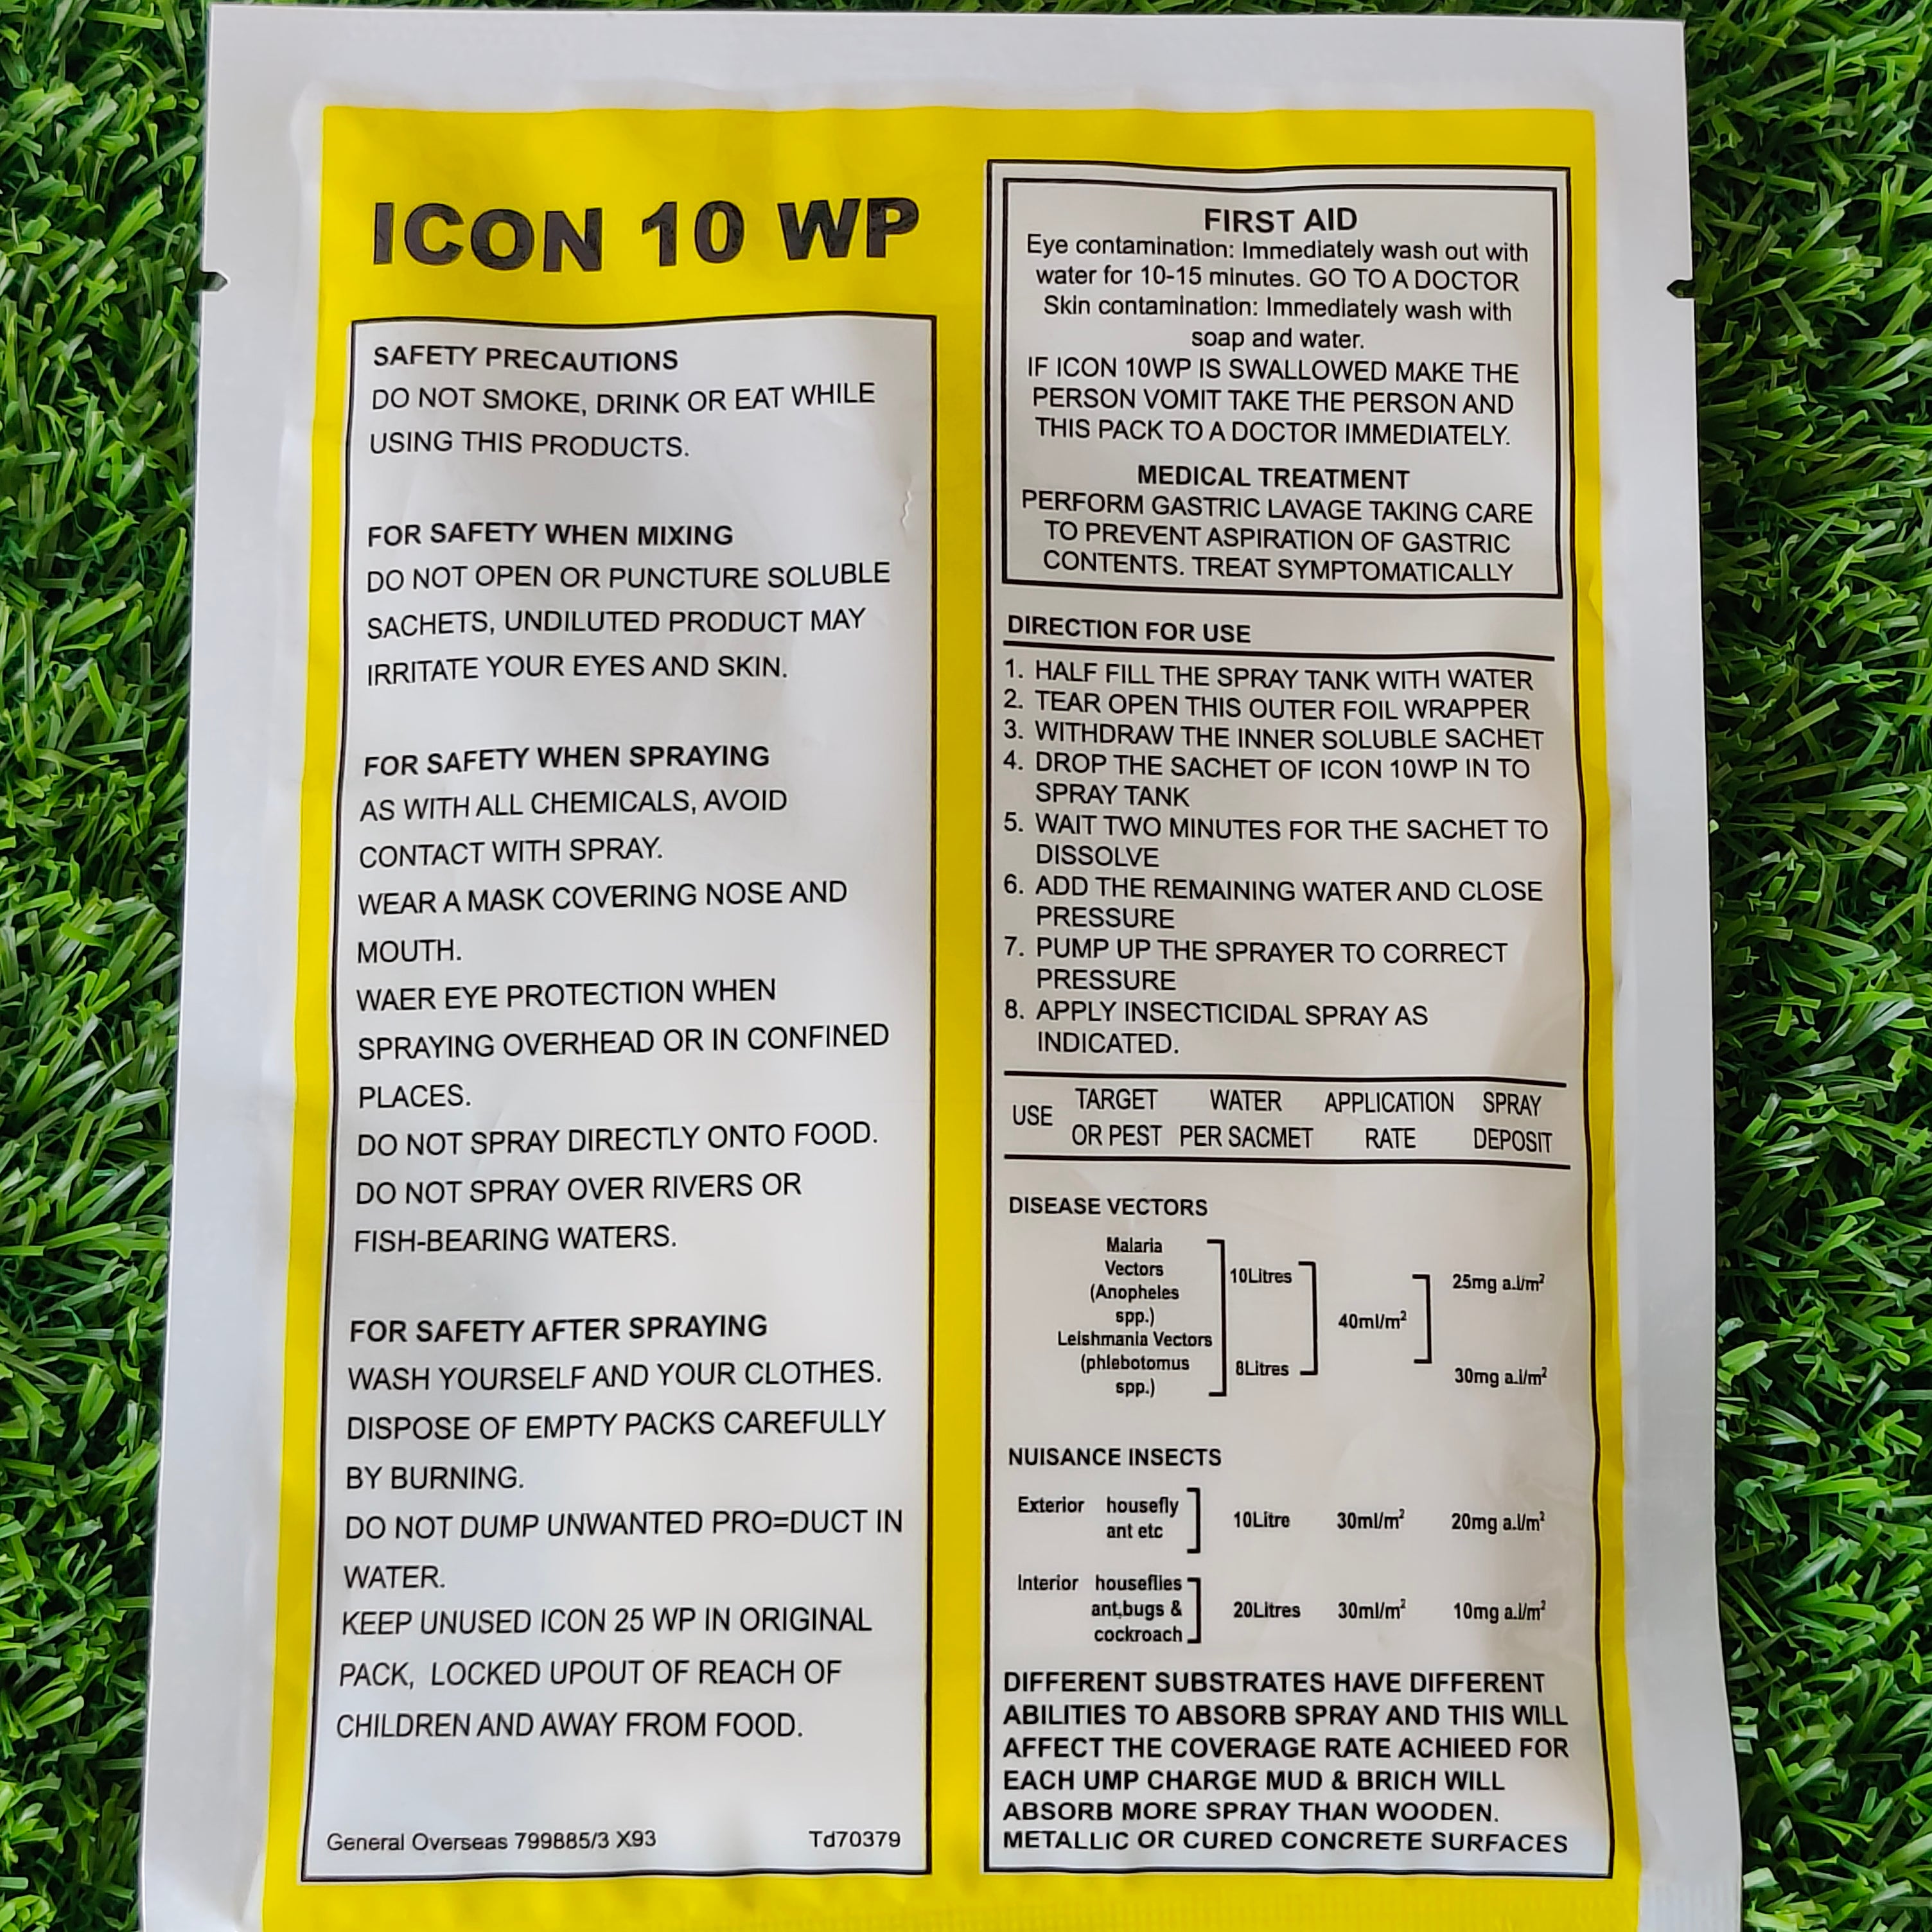 ICON 10 WP
SAFETY PRECAUTIONS
DO NOT SMOKE, DRINK OR EAT WHILE
USING THIS PRODUCTS.
FOR SAFETY WHEN MIXING
DO NOT OPEN OR PUNCTURE SOLUBLE
SACHETS, UNDILUTED PRODUCT MAY
IRRITATE YOUR EYES AND SKIN.
FOR SAFETY WHEN SPRAYING
AS WITH ALL CHEMICALS, AVOID
CONTACT WITH SPRAY.
WEAR A MASK COVERING NOSE AND
MOUTH.
WAER EYE PROTECTION WHEN
SPRAYING OVERHEAD OR IN CONFINED
PLACES.
DO NOT SPRAY DIRECTLY ONTO FOOD.
DO NOT SPRAY OVER RIVERS OR
FISH-BEARING WATERS.
FOR SAFETY AFTER SPRAYING
WASH YOURSELF AND YOUR CLOTHES.
DISPOSE OF EMPTY PACKS CAREFULLY
BY BURNING.
DO NOT DUMP UNWANTED PRO=DUCT IN
WATER.
KEEP UNUSED ICON 25 WP IN ORIGINAL
PACK, LOCKED UPOUT OF REACH OF
CHILDREN AND AWAY FROM FOOD.
General Overseas 799885/3 X93 Td70379
FIRST AID
Eye contamination: Immediately wash out with
water for 10-15 minutes. GO TO A DOCTOR
Skin contamination: Immediately wash with
soap and water.
IF ICON 10WP IS SWALLOWED MAKE THE
PERSON VOMIT TAKE THE PERSON AND
THIS PACK TO A DOCTOR IMMEDIATELY.
MEDICAL TREATMENT
PERFORM GASTRIC LAVAGE TAKING CARE
TO PREVENT ASPIRATION OF GASTRIC
CONTENTS. TREAT SYMPTOMATICALLY
DIRECTION FOR USE
1. HALF FILL THE SPRAY TANK WITH WATER
2. TEAR OPEN THIS OUTER FOIL WRAPPER
3. WITHDRAW THE INNER SOLUBLE SACHET
4. DROP THE SACHET OF ICON 10WP IN TO
SPRAY TANK
5. WAIT TWO MINUTES FOR THE SACHET TO
DISSOLVE
6. ADD THE REMAINING WATER AND CLOSE
PRESSURE
7. PUMP UP THE SPRAYER TO CORRECT
PRESSURE
8. APPLY INSECTICIDAL SPRAY AS
INDICATED.
USE TARGET WATER APPLICATION SPRAY
OR PEST PER SACMET RATE DEPOSIT
DISEASE VECTORS
Malaria
Vectors
(Anopheles
spp.)
Leishmania Vectors
(phlebotomus
spp.)
10Litres
8Litres
40ml/m²
25mg a.l/m²
30mg a.i/m²
NUISANCE INSECTS
Exterior housefly
ant etc
10Litre 30ml/m² 20mg a.l/m²
Interior houseflies
ant,bugs &
cockroach
20Litres 30ml/m² 10mg a.l/m²
DIFFERENT SUBSTRATES HAVE DIFFERENT
ABILITIES TO ABSORB SPRAY AND THIS WILL
AFFECT THE COVERAGE RATE ACHIEED FOR
EACH UMP CHARGE MUD & BRICH WILL
ABSORB MORE SPRAY THAN WOODEN.
METALLIC OR CURED CONCRETE SURFACES